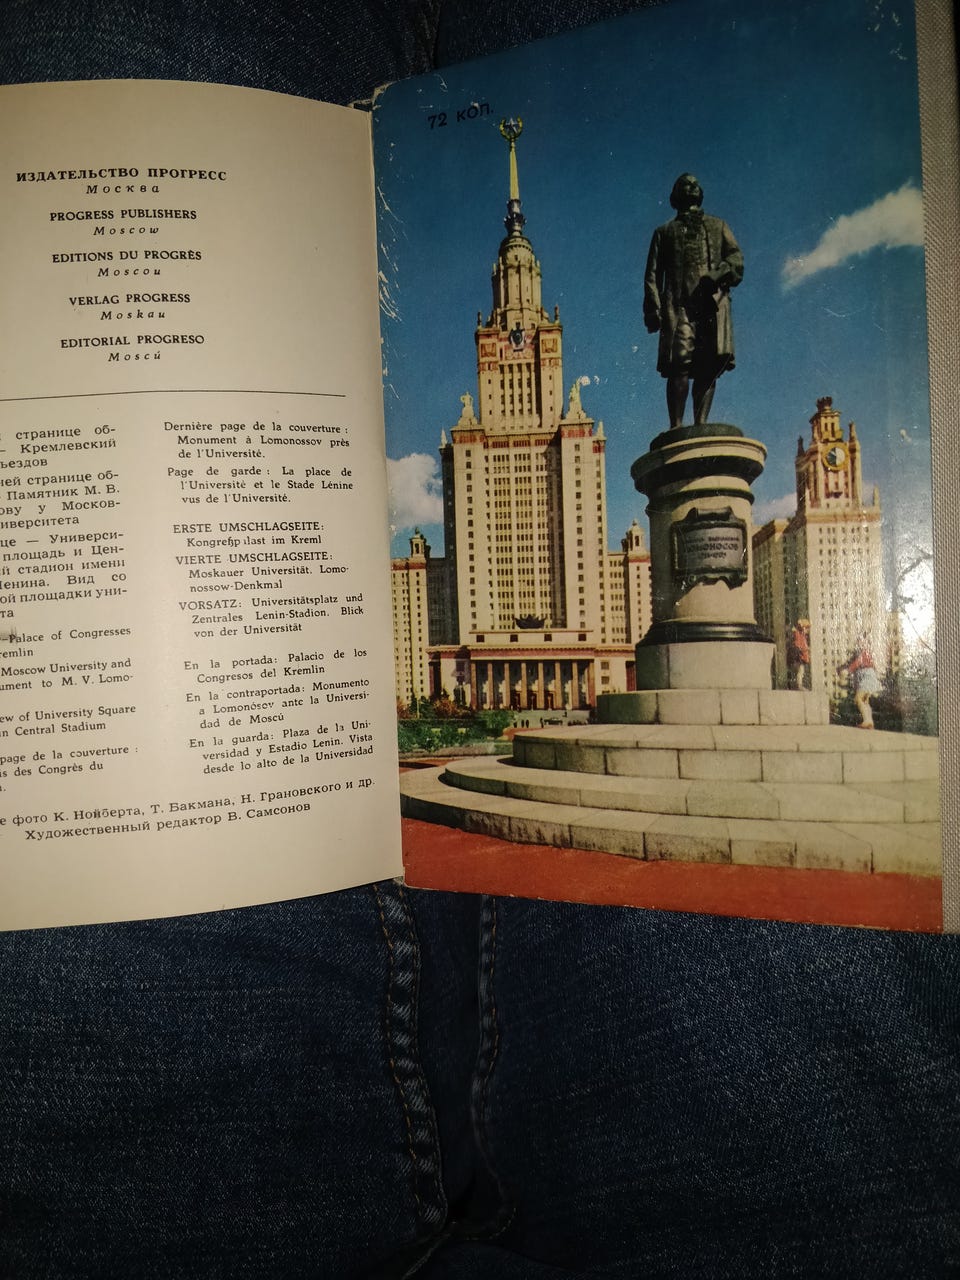 ИЗДАТЕЛЬСТВО ПРОГРЕСС
Москва
PROGRESS PUBLISHERS
Moscow
EDITIONS DU PROGRÈS
Moscou
VERLAG PROGRESS
Moskau
EDITORIAL PROGRESO
Moscú
странице об-
— Кремлевский
ъездов
ней странице об-
Памятник М. В.
ову у Москов-
иверситета
це — Универси-
площадь и Цен-
й стадион имени
Ленина. Вид со
ой площадки уни-
та
—Palace of Congresses
remlin
Moscow University and
ument to M. V. Lomo-
ew of University Square
in Central Stadium
page de la couverture :
is des Congrès du
Dernière page de la couverture :
Monument à Lomonossov près
de l'Université.
Page de garde : La place de
l'Université et le Stade Lénine
vus de l'Université.
ERSTE UMSCHLAGSEITE:
Kongreßpalast im Kreml
VIERTE UMSCHLAGSEITE:
Moskauer Universität. Lomo-
nossow-Denkmal
VORSATZ: Universitätsplatz und
Zentrales Lenin-Stadion. Blick
von der Universität
En la portada: Palacio de los
Congresos del Kremlin
En la contraportada: Monumento
a Lomonósov ante la Universi-
dad de Moscú
En la guarda: Plaza de la Uni-
versidad y Estadio Lenin. Vista
desde lo alto de la Universidad
е фото К. Нойберта, Т. Бакмана, Н. Грановского и др.
Художественный редактор В. Самсонов
72 коп.
ЛОМОНОСОВ